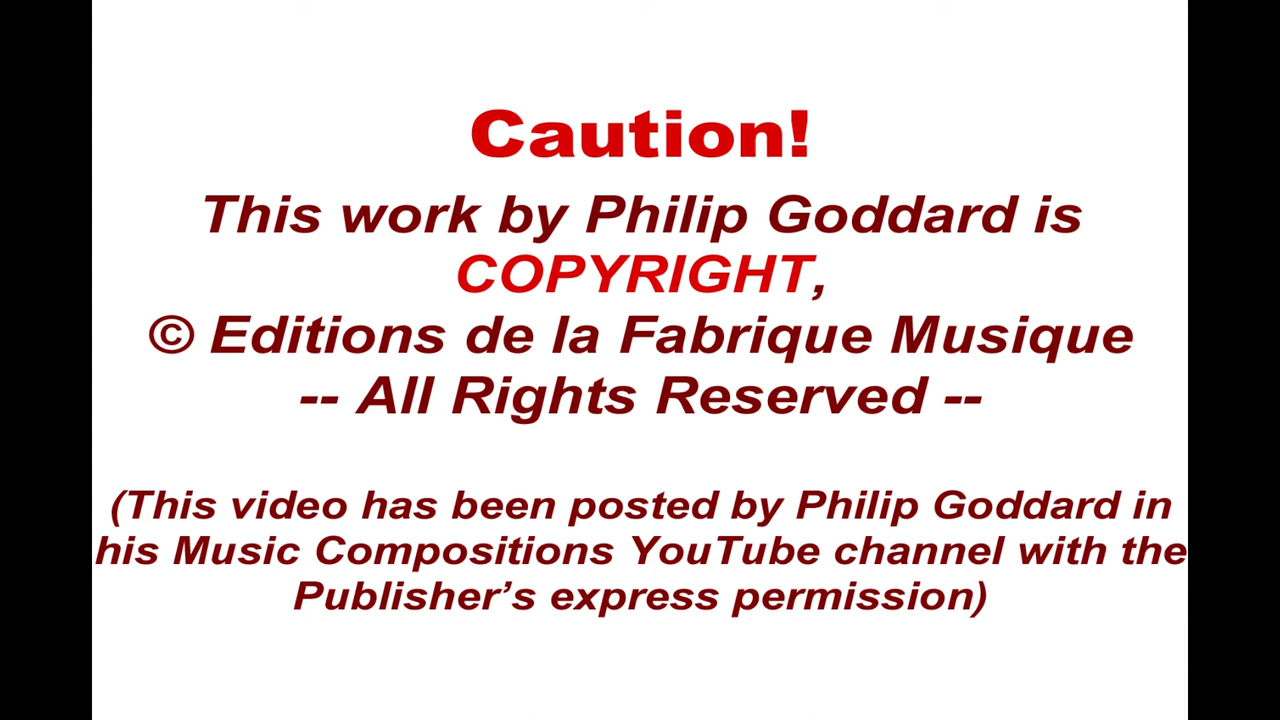 Caution!
This work by Philip Goddard is
COPYRIGHT,
© Editions de la Fabrique Musique
-- All Rights Reserved --
(This video has been posted by Philip Goddard in
his Music Compositions YouTube channel with the
Publisher’s express permission)